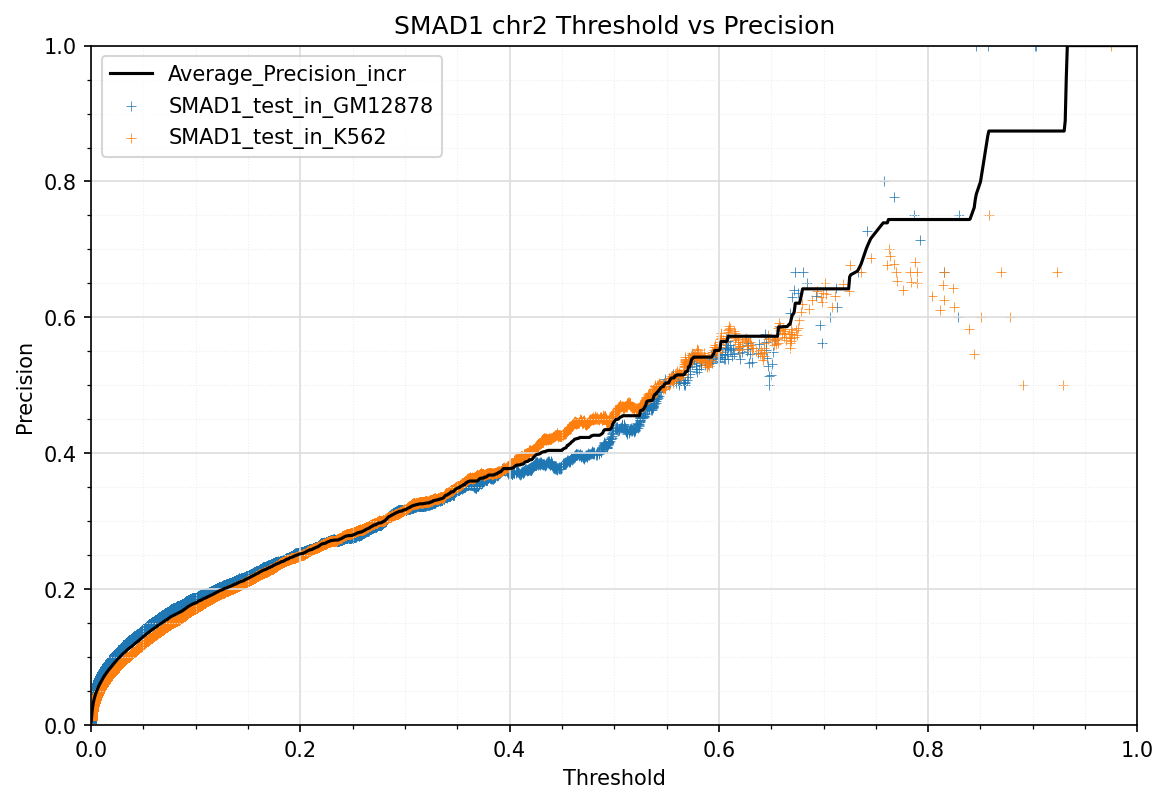 SMAD1 chr2 Threshold vs Precision
Average_Precision_incr
SMAD1_test_in_GM12878
SMAD1_test_in_K562
1.0
0.8
0.6
0.4
0.2
0.0
Precision
0.0 0.2 0.4 0.6 0.8 1.0
Threshold